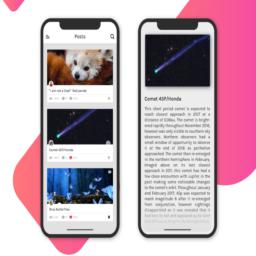 Posts
"I am not a Goat" Red panda
Comet 45P/Honda
Blue Butterflies
Comet 45P/Honda
This short period comet is expected to
reach closest approach in 2017 at a
distance of 0.08au. The comet is bright-
ened rapidly throughout November 2016,
however was only visible to southern sky
observers. Northern observers had a
small window of opportunity to observe
it at the end of 2016 as perihelion
approached. The comet then re-emerged
in the northern hemisphere in February.
Imaged above on its last closest
approach in 2011, this comet has had a
few close encounters with Jupiter in the
past making some noticeable changes
to the comet's orbit. Throughout January
and February 2017, 45p was expected to
reach magnitude 6 after it re-emerged
from conjunction, however sightings